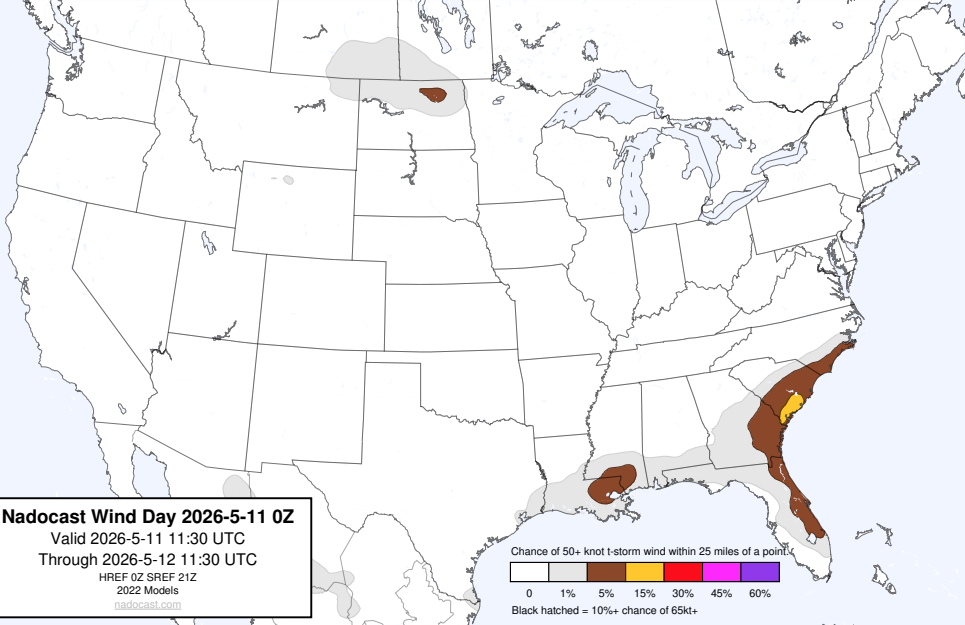 Nadocast Wind Day 2026-5-11 0Z
Valid 2026-5-11 11:30 UTC
Through 2026-5-12 11:30 UTC
HREF 0Z SREF 21Z
2022 Models
nadocast.com
Chance of 50+ knot t-storm wind within 25 miles of a point.
0 1% 5% 15% 30% 45% 60%
Black hatched = 10%+ chance of 65kt+